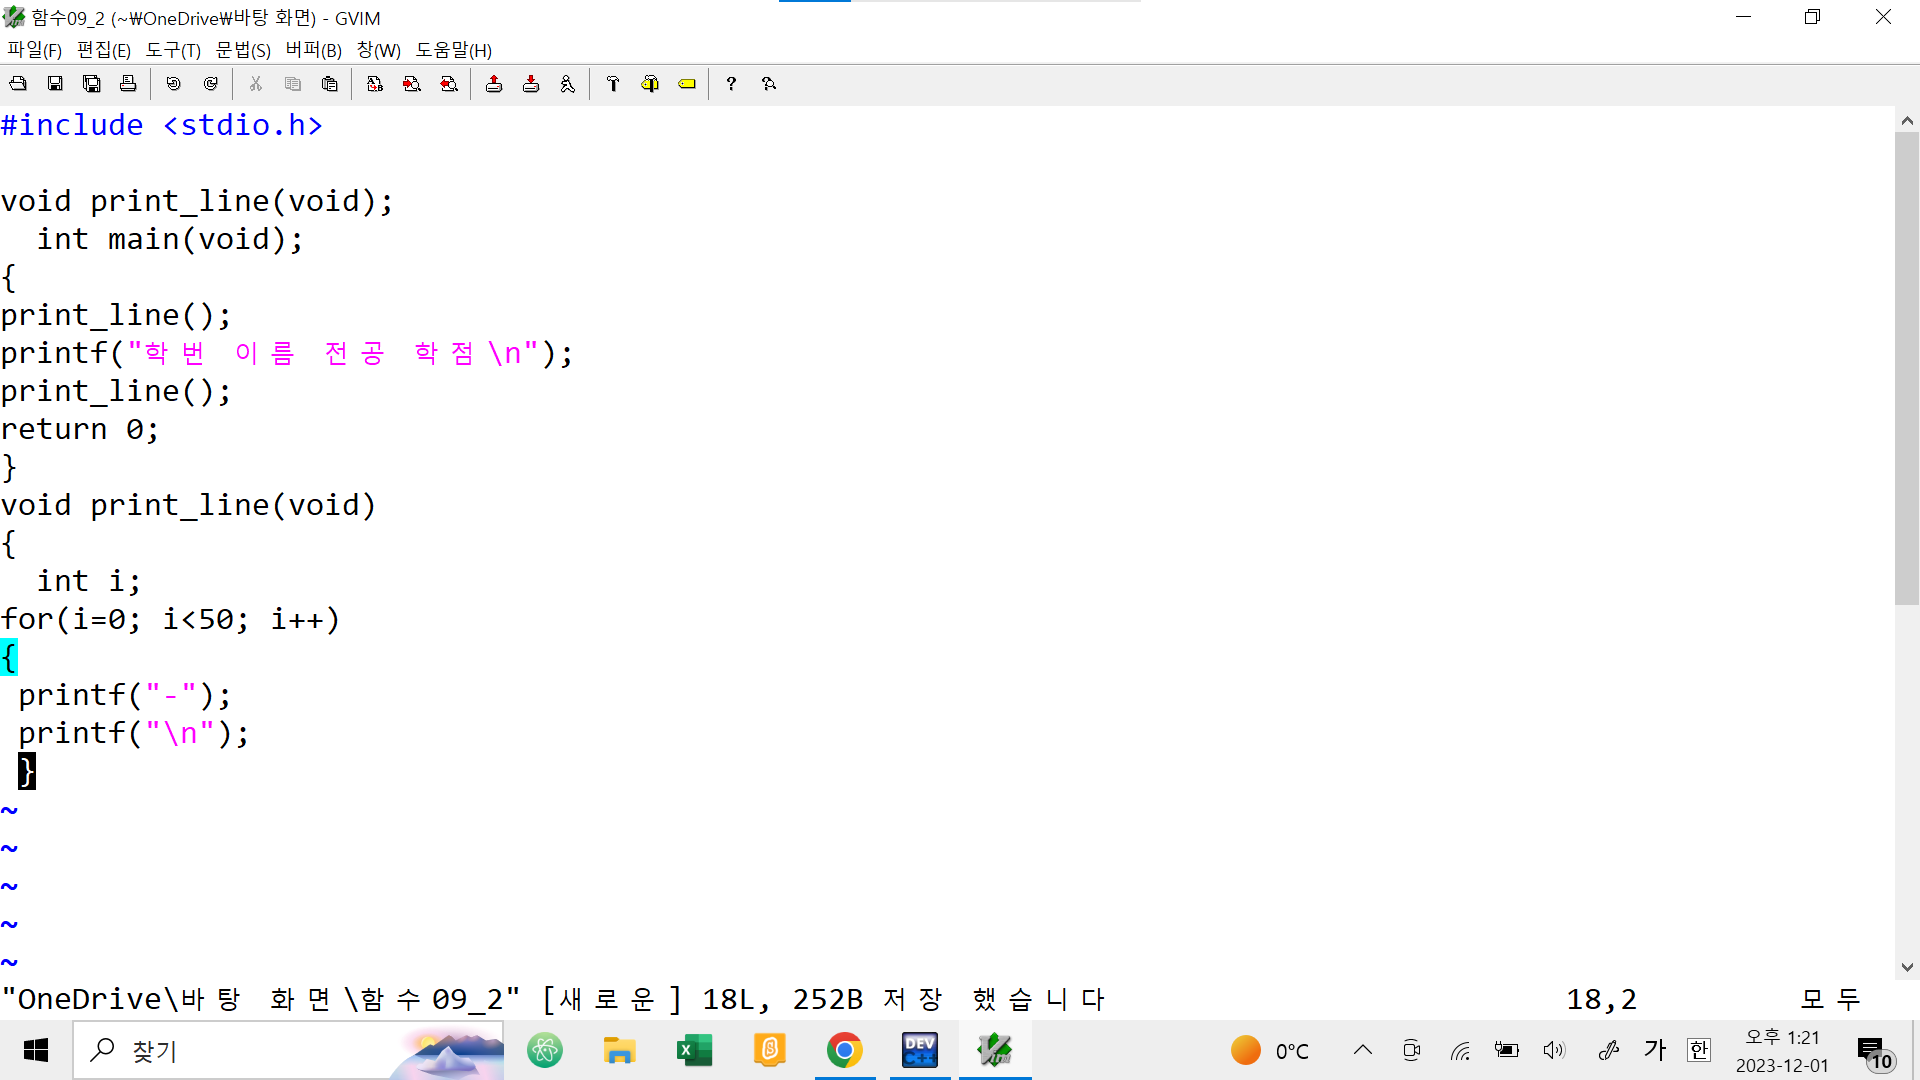 함수09_2 (~₩OneDrive₩바탕 화면) - GVIM
파일(F) 편집(E) 도구(T) 문법(S) 버퍼(B) 창(W) 도움말(H)
#include <stdio.h>
void print_line(void);
  int main(void);
{
print_line();
printf("학번 이름 전공 학점\n");
print_line();
return 0;
}
void print_line(void)
{
  int i;
for(i=0; i<50; i++)
{
 printf("-");
 printf("\n");
 }
~
~
~
~
~
"OneDrive\바탕 화면\함수09_2" [새로운] 18L, 252B 저장 했습니다 18,2 모두
찾기 DEV C++ 0°C 가 한 오후 1:21
2023-12-01 10